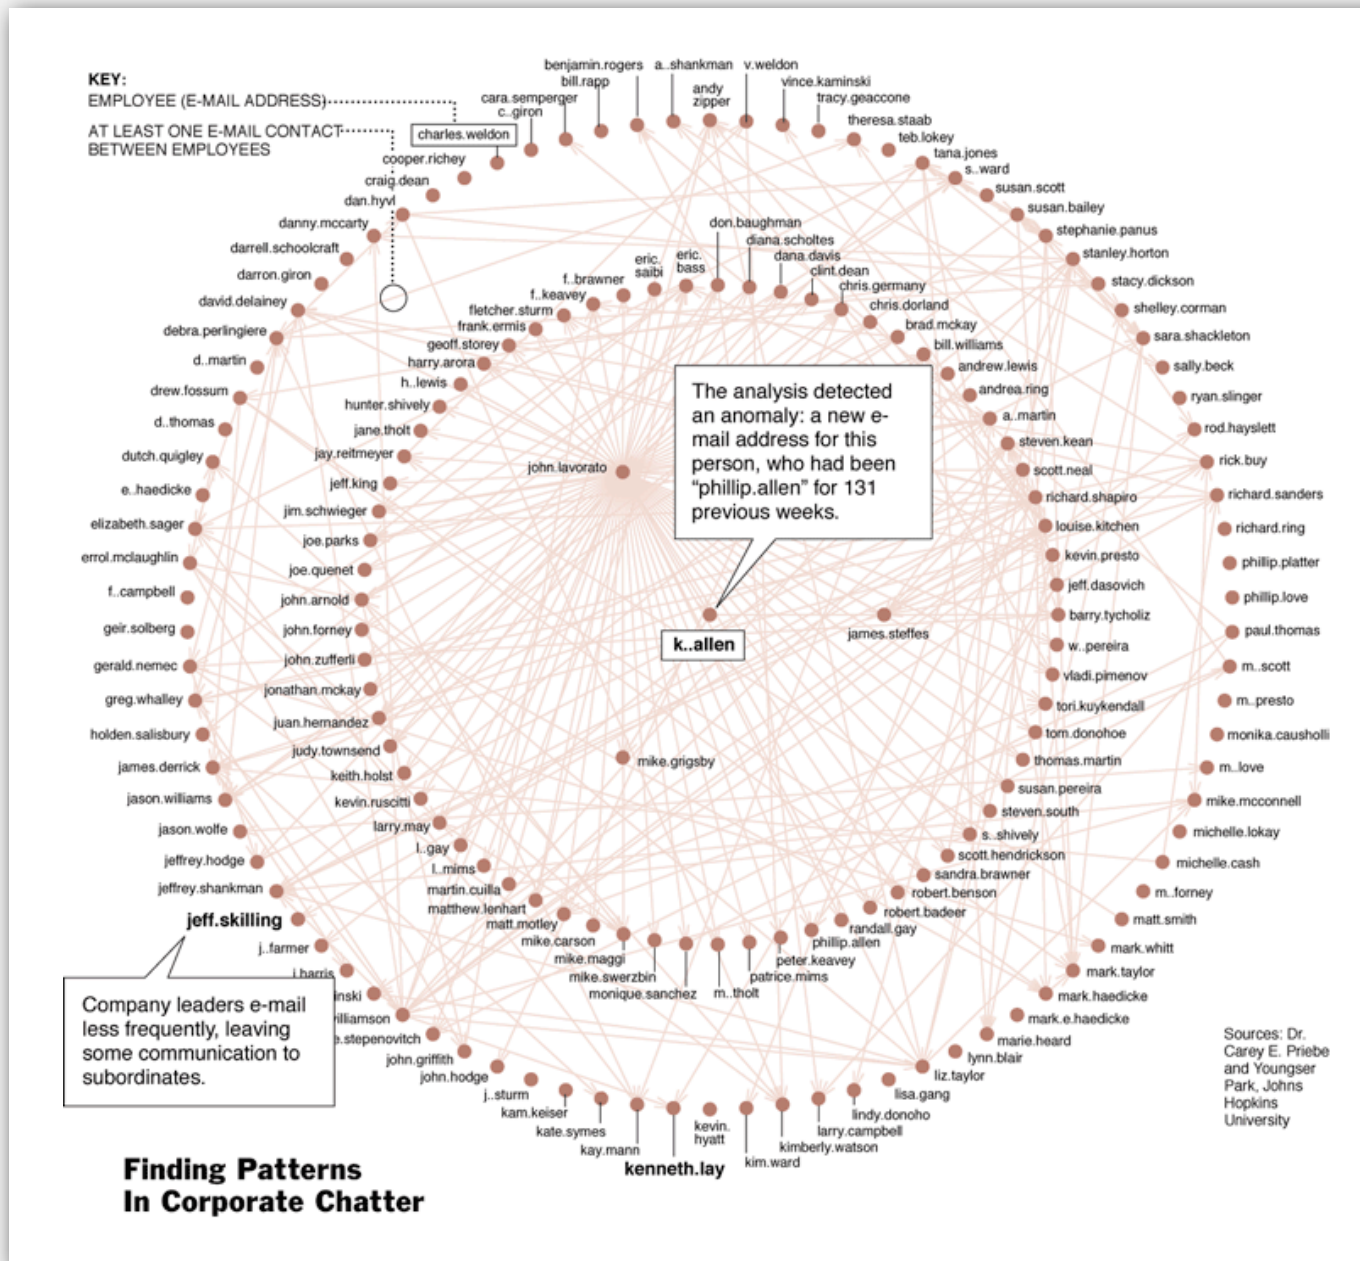 KEY:
EMPLOYEE (E-MAIL ADDRESS)
AT LEAST ONE E-MAIL CONTACT
BETWEEN EMPLOYEES
benjamin.rogers
a..shankman
v.weldon
bill.rapp
andy
zipper
vince.kaminski
cara.semperger
tracy.geaccone
c..giron
theresa.staab
charles.weldon
teb.lokey
cooper.richey
tana.jones
s..ward
craig.dean
susan.scott
dan.hyvl
susan.bailey
danny.mccarty
stephanie.panus
darrell.schoolcraft
stanley.horton
darron.giron
stacy.dickson
david.delainey
shelley.corman
debra.perlingiere
sara.shackleton
d..martin
sally.beck
drew.fossum
ryan.slinger
d..thomas
rod.hayslett
dutch.quigley
rick.buy
e..haedicke
richard.sanders
elizabeth.sager
richard.ring
errol.mclaughlin
phillip.platter
f..campbell
phillip.love
geir.solberg
paul.thomas
gerald.nemec
m..scott
greg.whalley
m..presto
holden.salisbury
monika.causholli
james.derrick
m..love
jason.williams
mike.mcconnell
jason.wolfe
michelle.lokay
jeffrey.hodge
michelle.cash
jeffrey.shankman
m..forney
jeff.skilling
matt.smith
j..farmer
mark.whitt
j.harris
mark.taylor
inski
mark.haedicke
illiamson
mark.e.haedicke
e.stepenovitch
marie.heard
john.griffith
lynn.blair
john.hodge
liz.taylor
j..sturm
lisa.gang
kam.keiser
lindy.donoho
kate.symes
larry.campbell
kay.mann
kimberly.watson
kenneth.lay
kevin.
hyatt
kim.ward
don.baughman
diana.scholtes
eric.
bass
dana.davis
eric.
saibi
clint.dean
f..brawner
chris.germany
f..keavey
chris.dorland
fletcher.sturm
brad.mckay
frank.ermis
bill.williams
geoff.storey
andrew.lewis
harry.arora
andrea.ring
h..lewis
a..martin
hunter.shively
steven.kean
jane.tholt
scott.neal
jay.reitmeyer
richard.shapiro
jeff.king
louise.kitchen
jim.schwieger
kevin.presto
joe.parks
jeff.dasovich
joe.quenet
barry.tycholiz
john.arnold
w..pereira
john.forney
vladi.pimenov
john.zufferli
tori.kuykendall
jonathan.mckay
tom.donohoe
juan.hernandez
thomas.martin
judy.townsend
susan.pereira
keith.holst
steven.south
kevin.ruscitti
s..shively
larry.may
scott.hendrickson
l..gay
sandra.brawner
l..mims
robert.benson
martin.cuilla
robert.badeer
matthew.lenhart
randall.gay
matt.motley
phillip.allen
mike.carson
peter.keavey
mike.maggi
patrice.mims
mike.swerzbin
m..tholt
monique.sanchez
john.lavorato
The analysis detected
an anomaly: a new e-
mail address for this
person, who had been
“phillip.allen” for 131
previous weeks.
k..allen
james.steffes
mike.grigsby
Company leaders e-mail
less frequently, leaving
some communication to
subordinates.
Sources: Dr.
Carey E. Priebe
and Youngser
Park, Johns
Hopkins
University
Finding Patterns
In Corporate Chatter